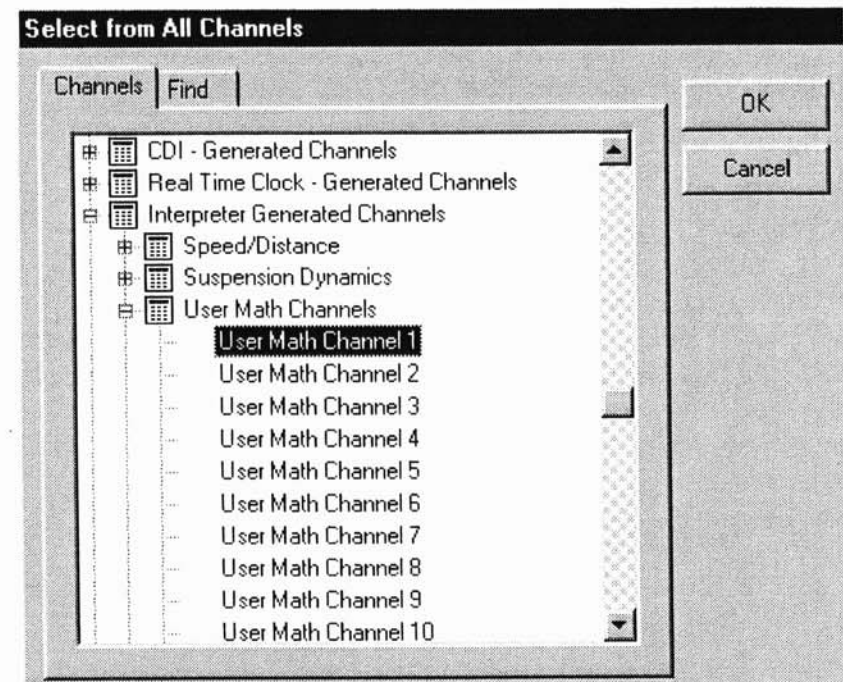 Select from All Channels
Channels
Find
OK
Cancel
CDI - Generated Channels
Real Time Clock - Generated Channels
Interpreter Generated Channels
Speed/Distance
Suspension Dynamics
User Math Channels
User Math Channel 1
User Math Channel 2
User Math Channel 3
User Math Channel 4
User Math Channel 5
User Math Channel 6
User Math Channel 7
User Math Channel 8
User Math Channel 9
User Math Channel 10